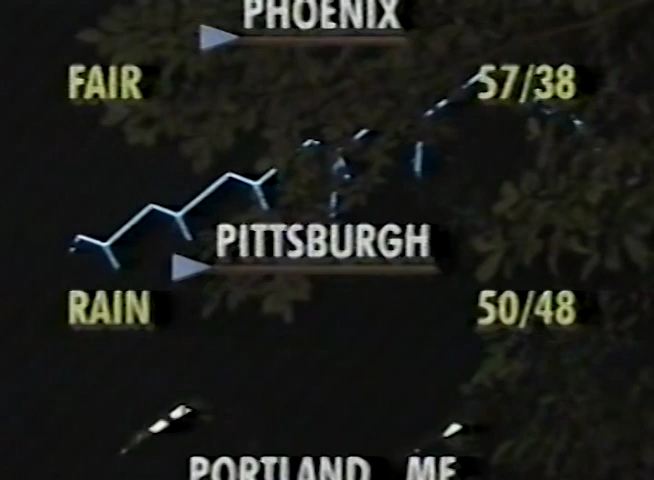 PHOENIX
FAIR 57/38
PITTSBURGH
RAIN 50/48
PORTLAND ME